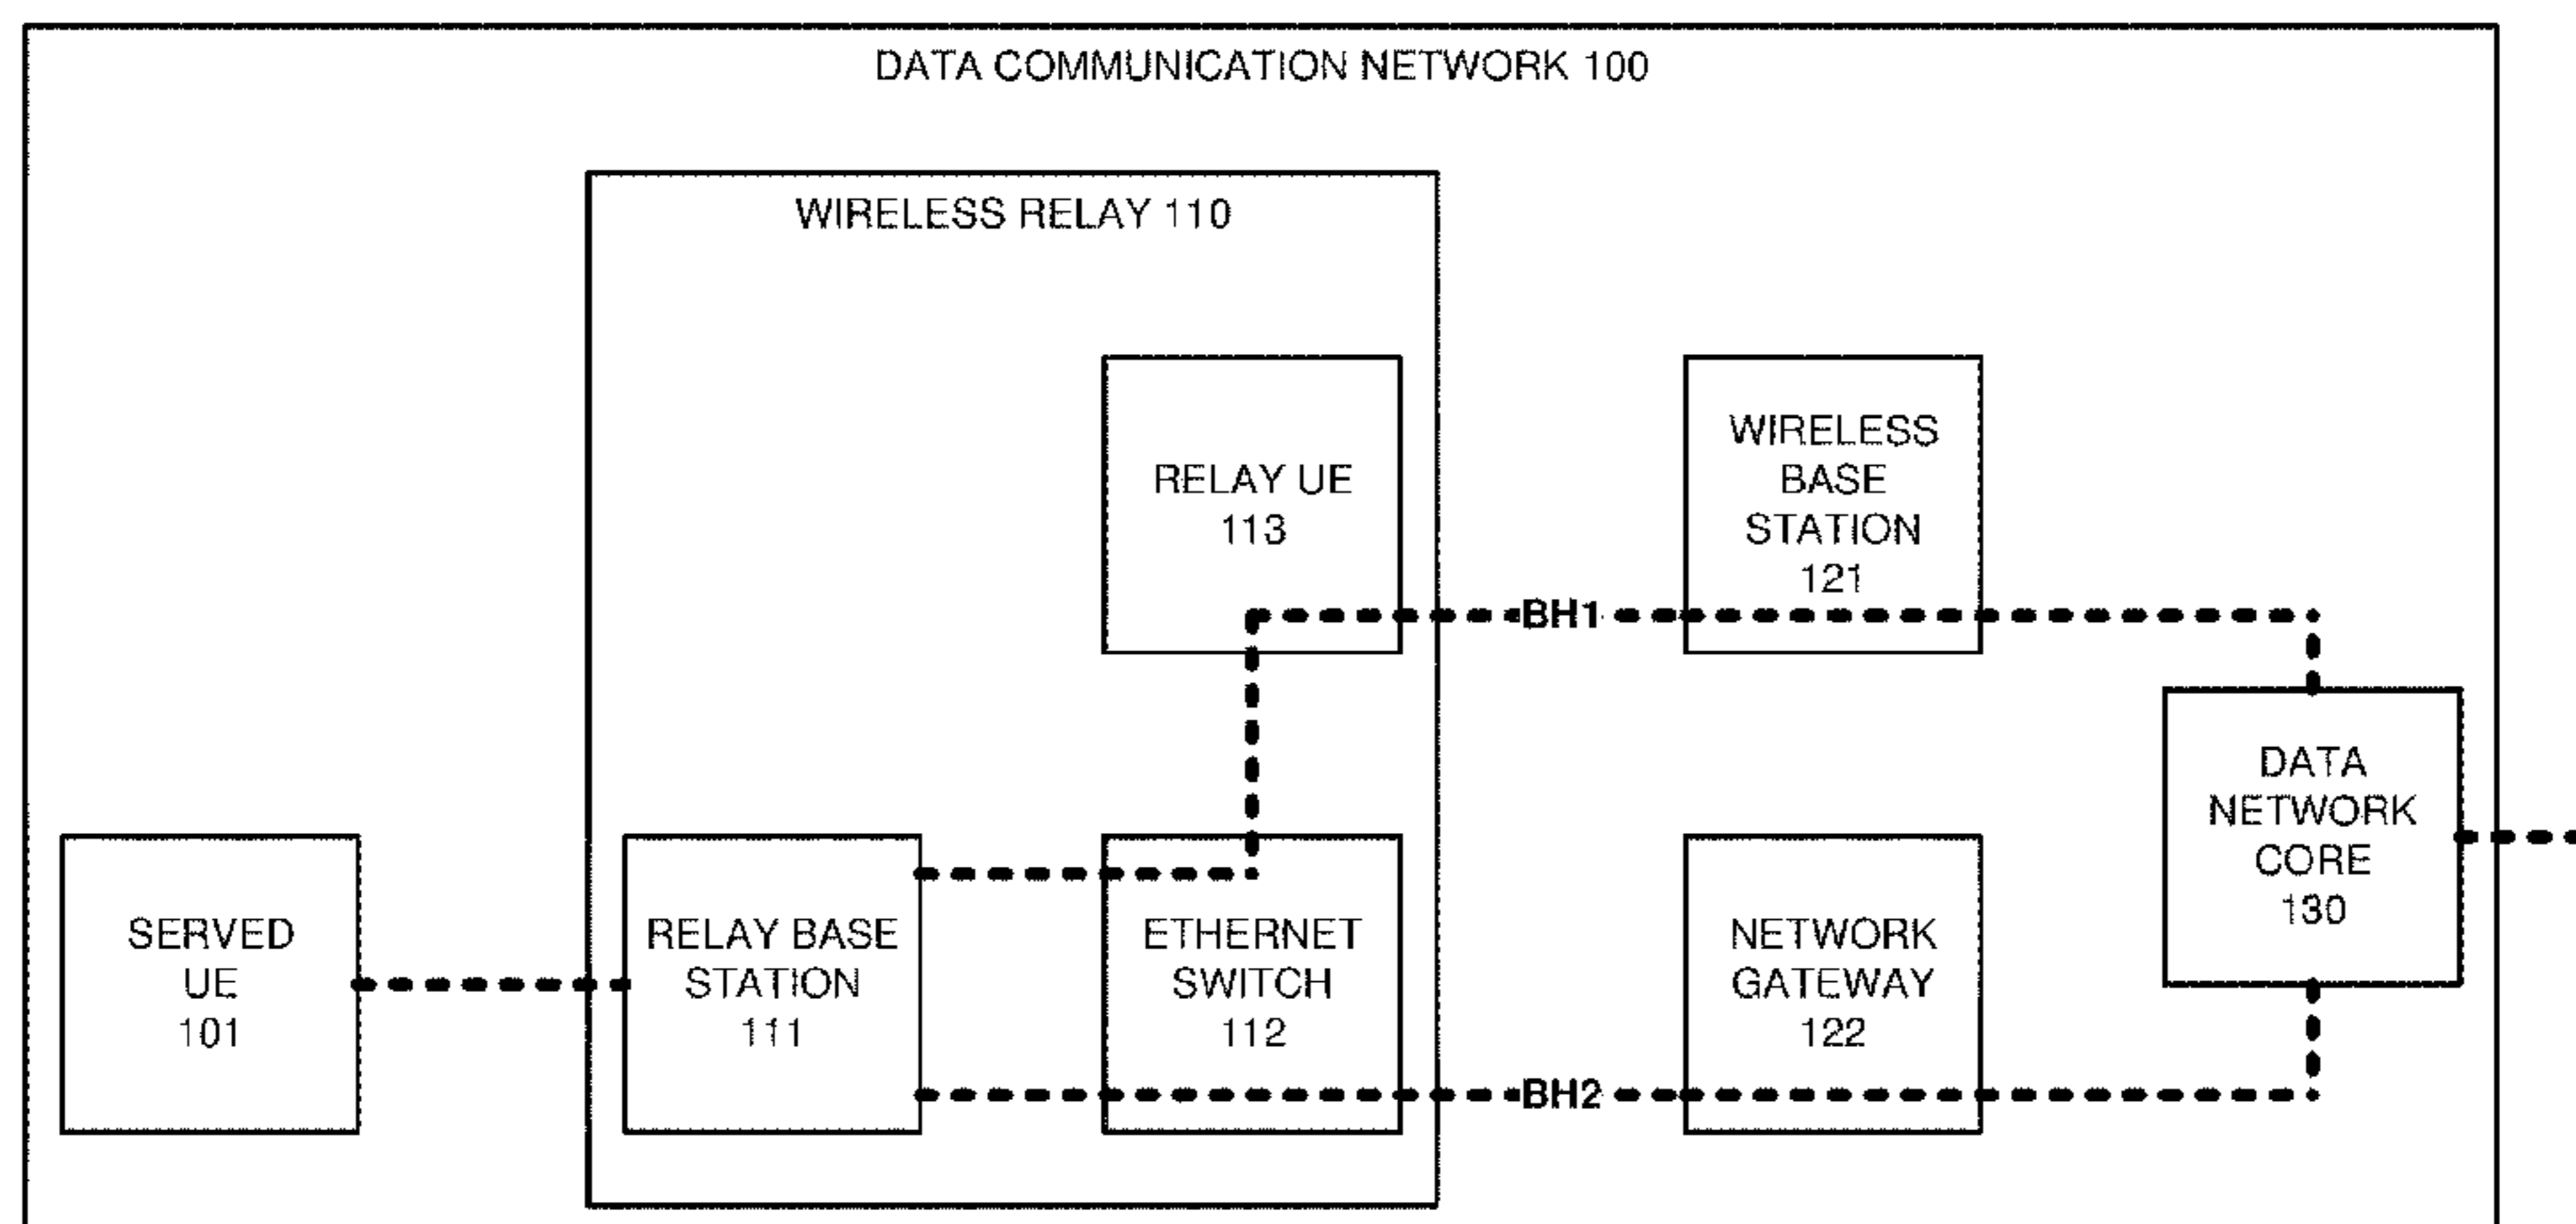 DATA COMMUNICATION NETWORK 100
WIRELESS RELAY 110
RELAY UE
113
WIRELESS
BASE
STATION
121
BH1
DATA
NETWORK
CORE
130
SERVED
UE
101
RELAY BASE
STATION
111
ETHERNET
SWITCH
112
NETWORK
GATEWAY
122
BH2